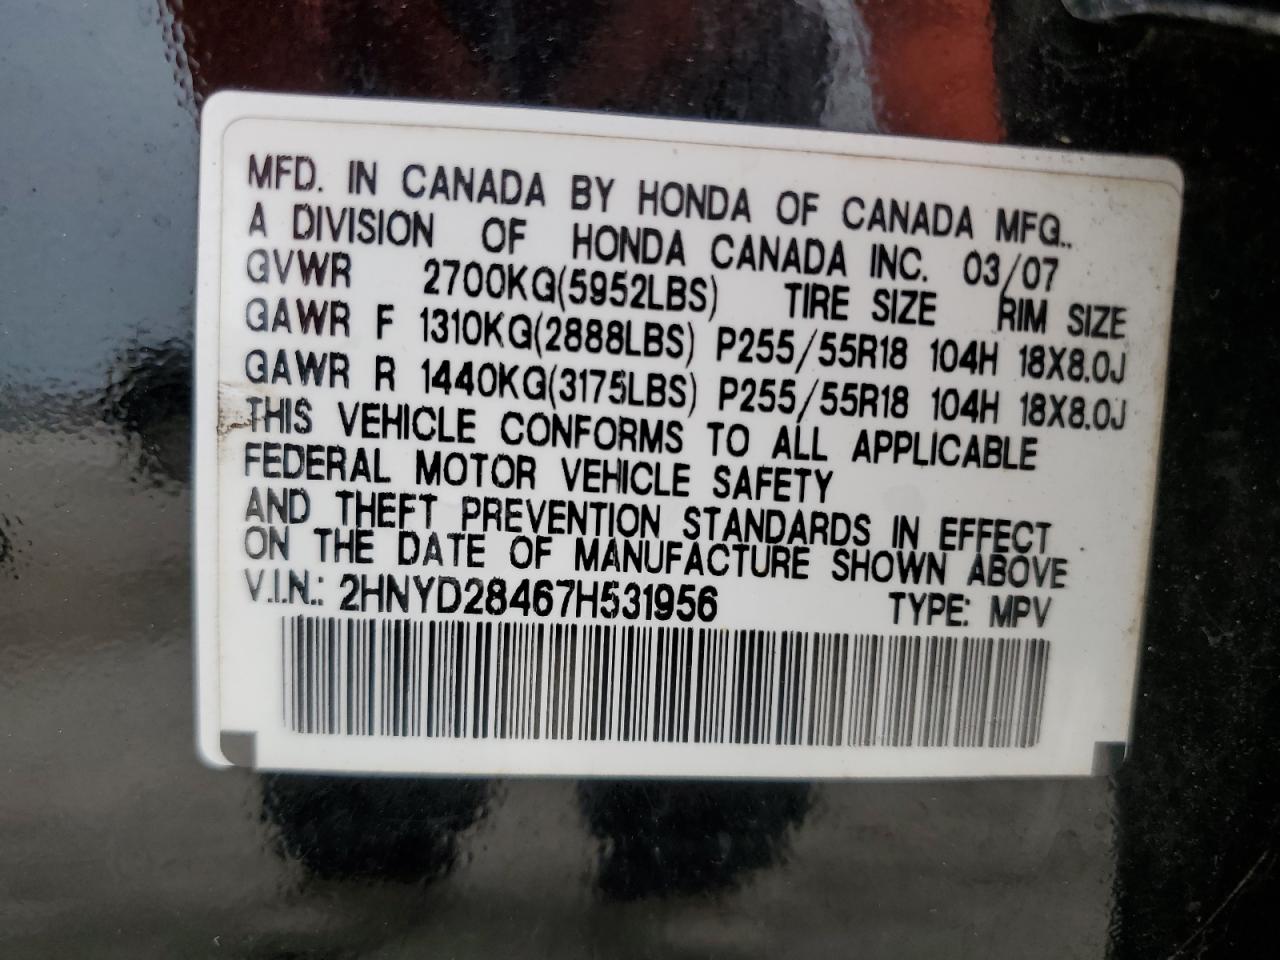 MFD. IN CANADA BY HONDA OF CANADA MFG.,
A DIVISION OF HONDA CANADA INC. 03/07
GVWR 2700KG(5952LBS) TIRE SIZE RIM SIZE
GAWR F 1310KG(2888LBS) P255/55R18 104H 18X8.0J
GAWR R 1440KG(3175LBS) P255/55R18 104H 18X8.0J
THIS VEHICLE CONFORMS TO ALL APPLICABLE
FEDERAL MOTOR VEHICLE SAFETY
AND THEFT PREVENTION STANDARDS IN EFFECT
ON THE DATE OF MANUFACTURE SHOWN ABOVE
V.I.N.: 2HNYD28467H531956 TYPE: MPV